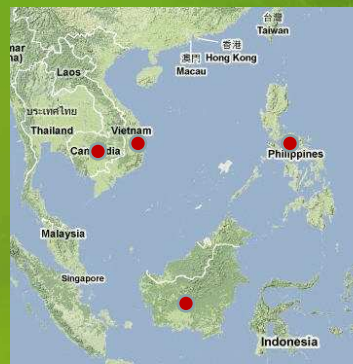 台灣
Taiwan
香港
澳門 Hong Kong
Macau
Laos
ประเทศไทย
Thailand
Vietnam
Philippines
Malaysia
Singapore
Indonesia